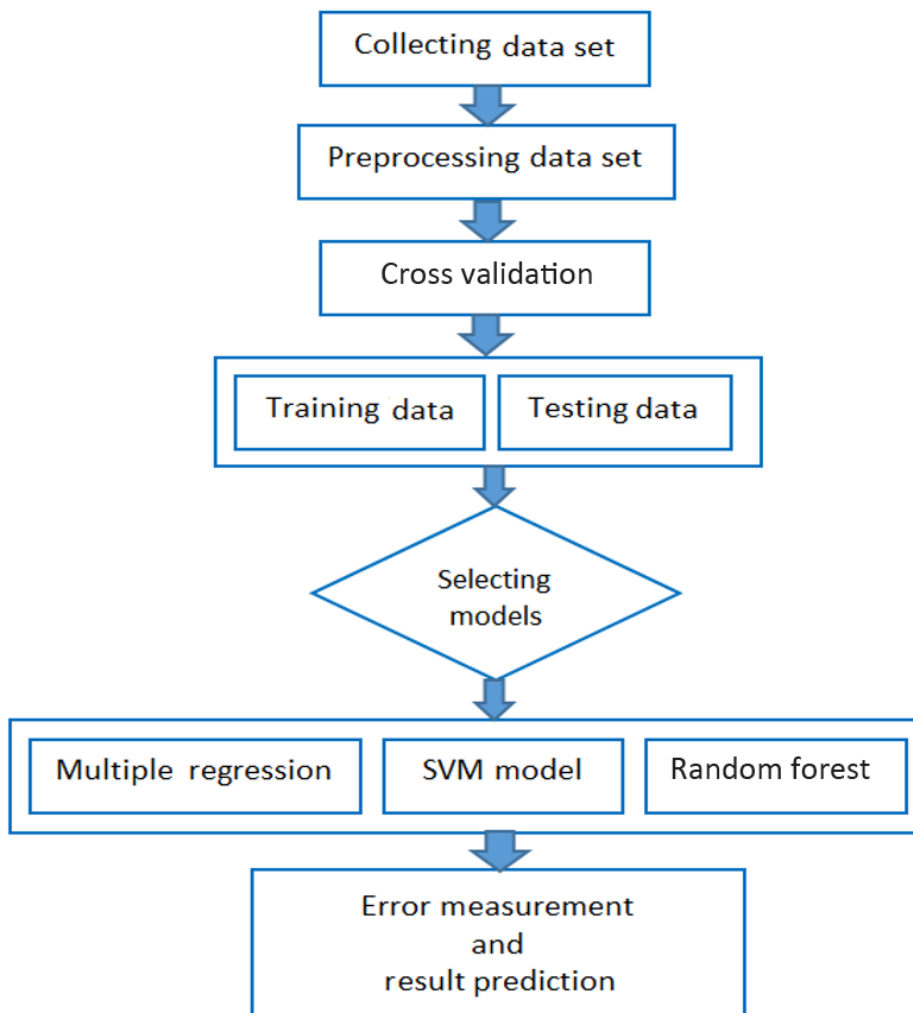 Collecting data set
Preprocessing data set
Cross validation
Training data
Testing data
Selecting
models
Multiple regression
SVM model
Random forest
Error measurement
and
result prediction